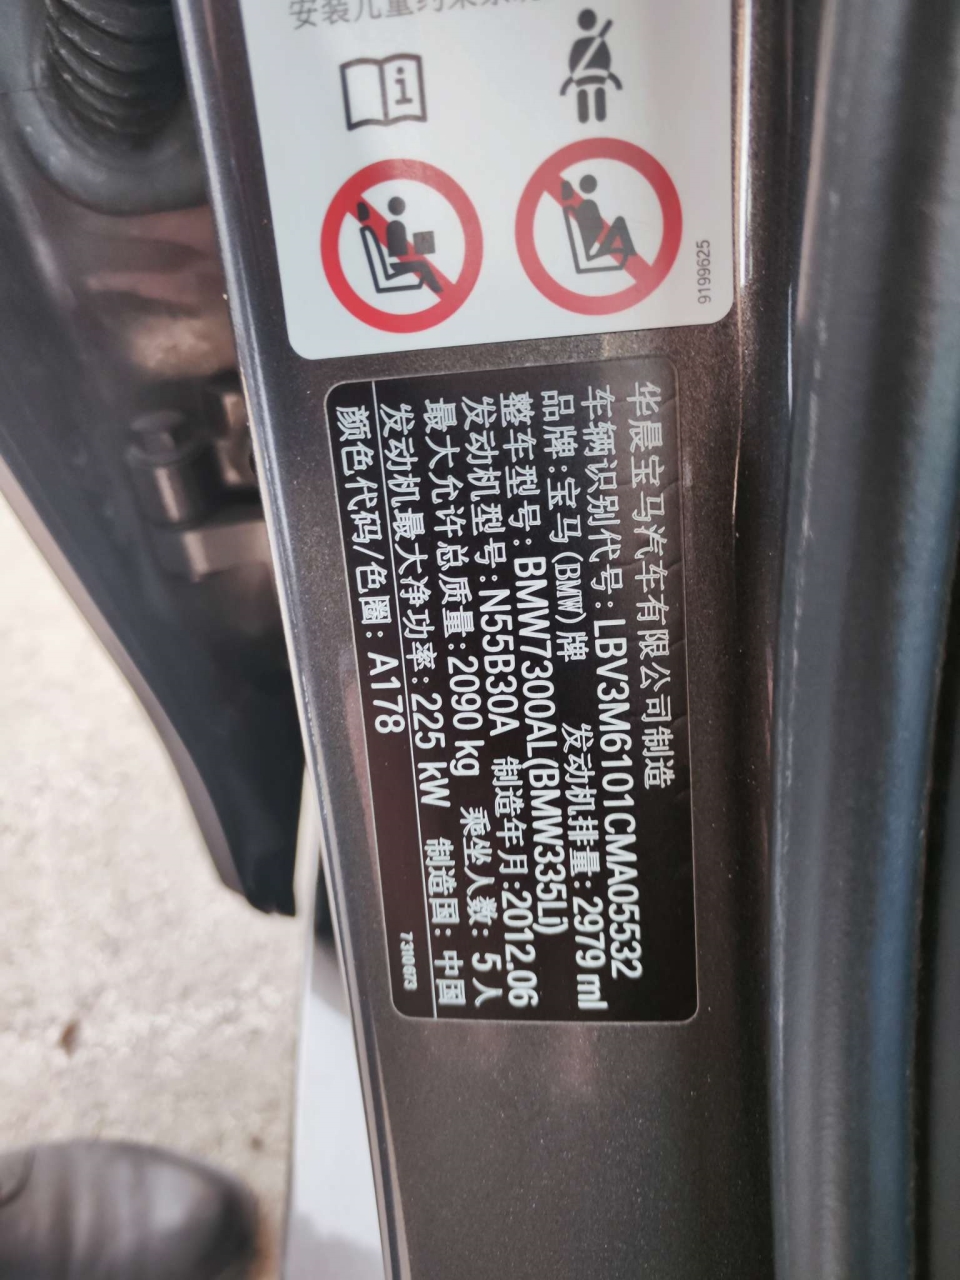 安装儿童约束系统
9199625
华晨宝马汽车有限公司制造
车辆识别代号:LBV3M6101CMA05532
品牌:宝马(BMW)牌 发动机排量:2979 ml
整车型号:BMW7300AL(BMW335Li)
发动机型号:N55B30A 制造年月:2012.06
最大允许总质量:2090 kg 乘坐人数:5人
发动机最大净功率:225 kW 制造国:中国
颜色代码/色圈:A178
7310673